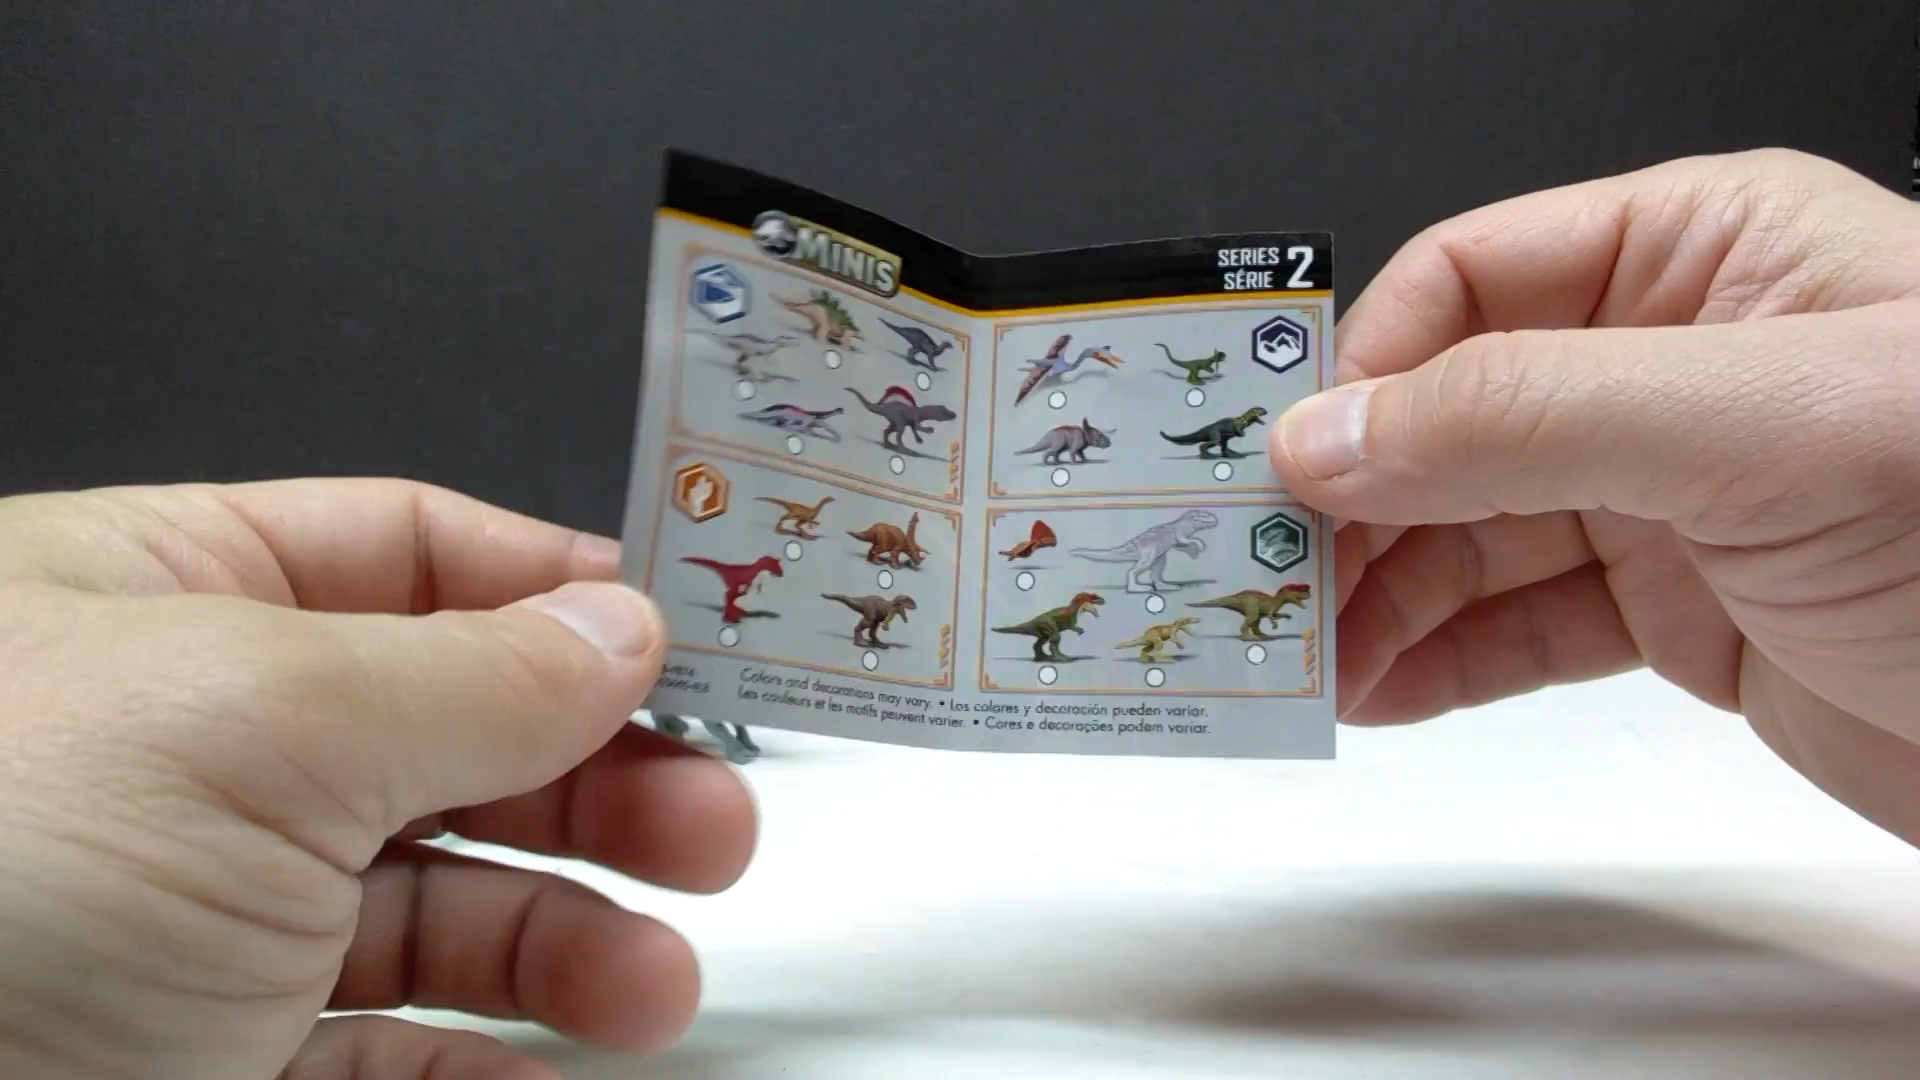 MINIS
SERIES
SÉRIE 2
Colors and decorations may vary. • Los colores y decoración pueden variar.
Les couleurs et les motifs peuvent varier. • Cores e decorações podem variar.